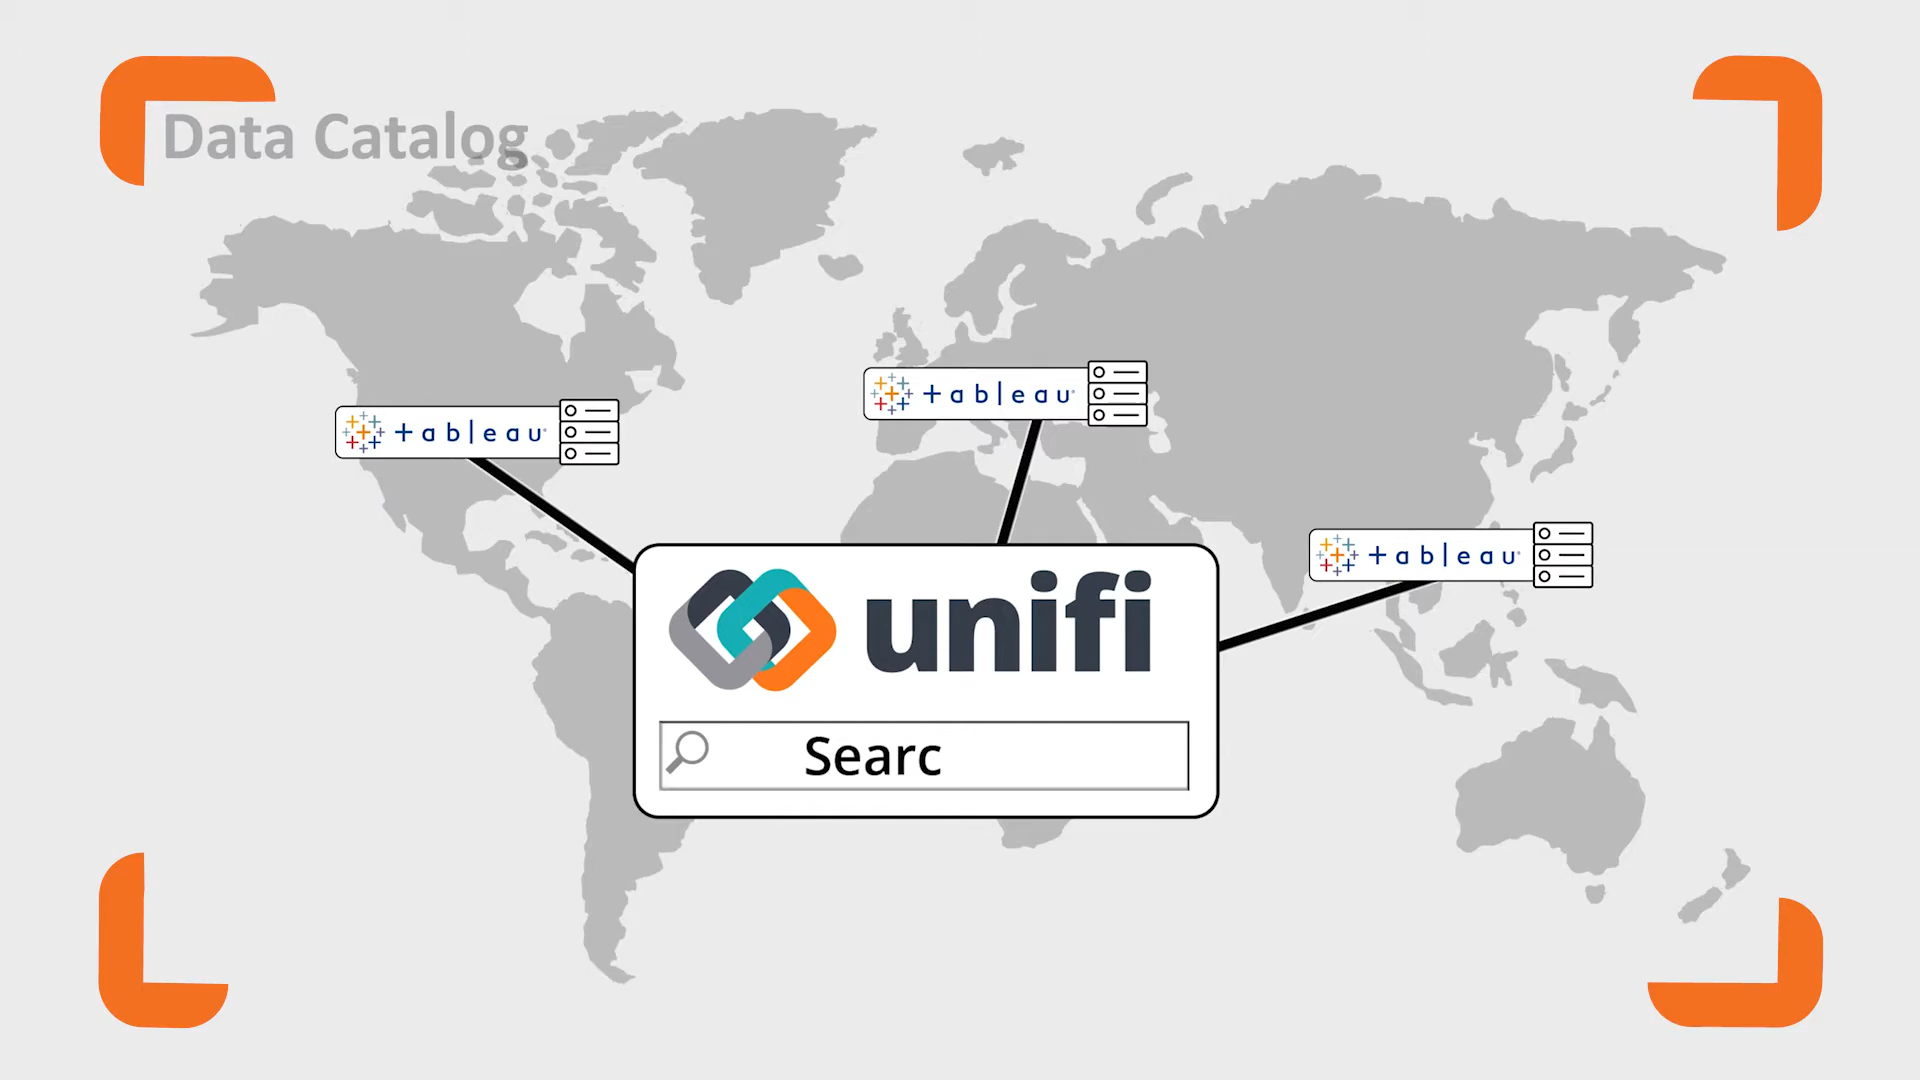 Data Catalog
+ableau
+ableau
+ableau
unifi
Searc